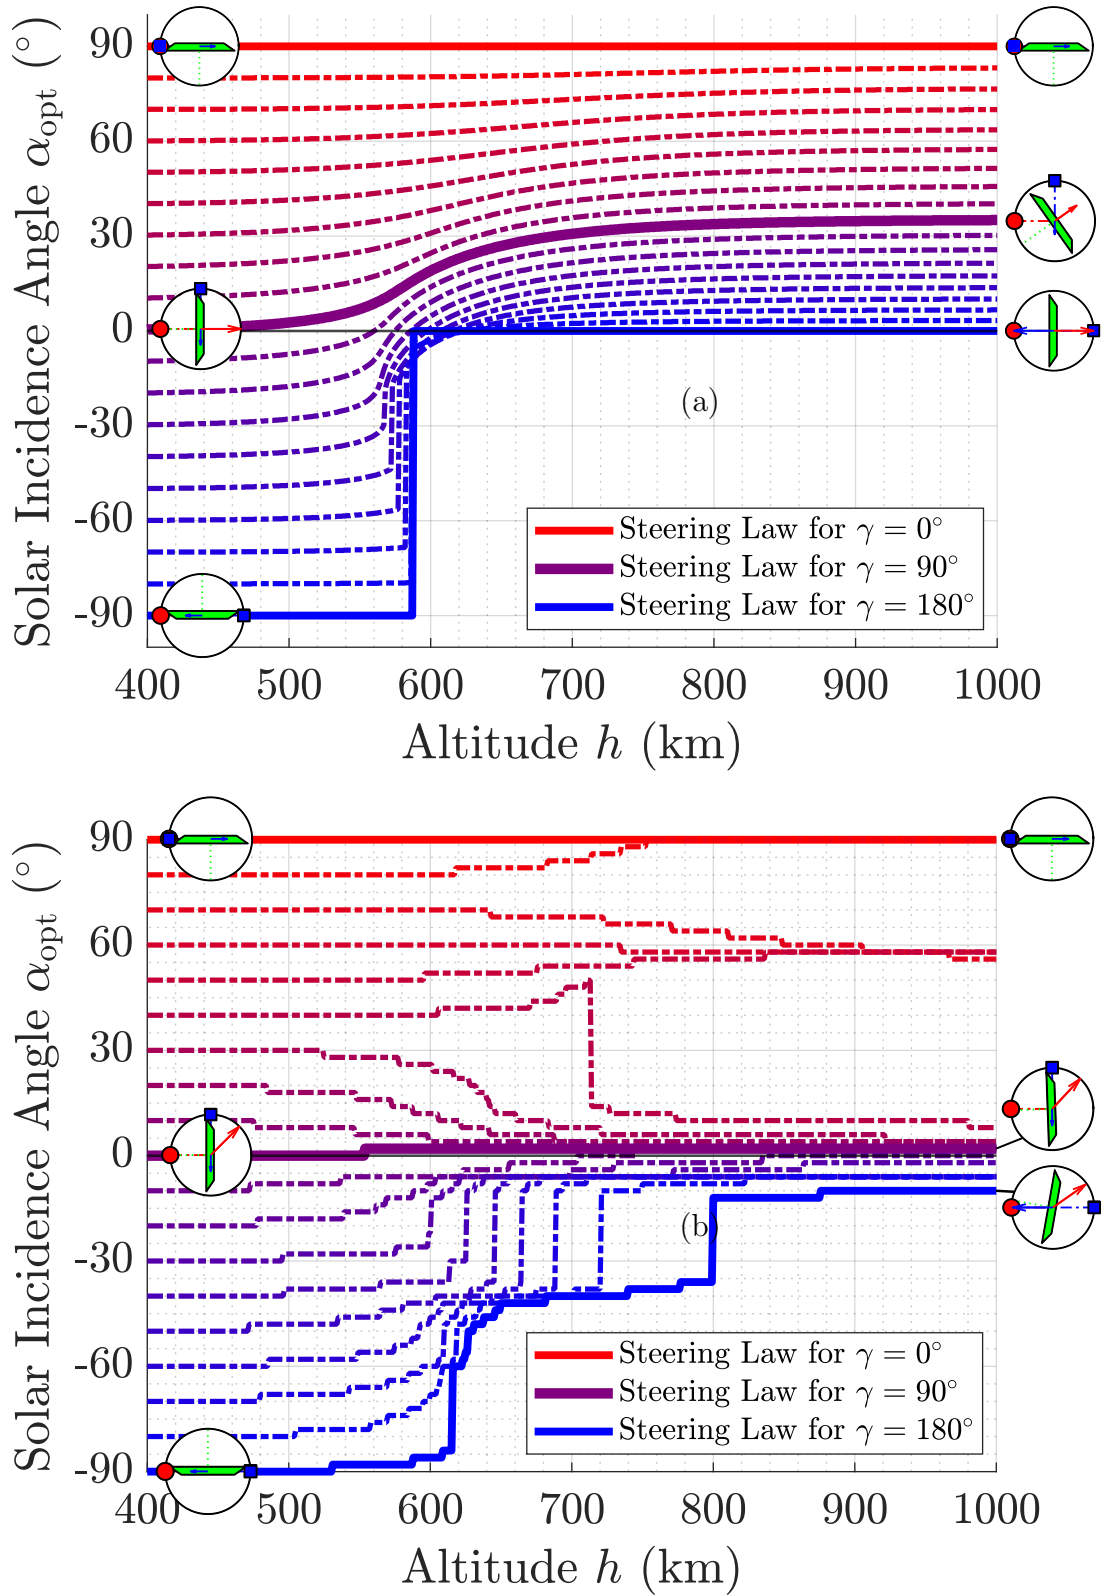 Solar Incidence Angle αopt (°)
90
60
30
0
-30
-60
-90
(a)
Steering Law for γ = 0°
Steering Law for γ = 90°
Steering Law for γ = 180°
400 500 600 700 800 900 1000
Altitude h (km)
Solar Incidence Angle αopt (°)
90
60
30
0
-30
-60
-90
(b)
Steering Law for γ = 0°
Steering Law for γ = 90°
Steering Law for γ = 180°
400 500 600 700 800 900 1000
Altitude h (km)